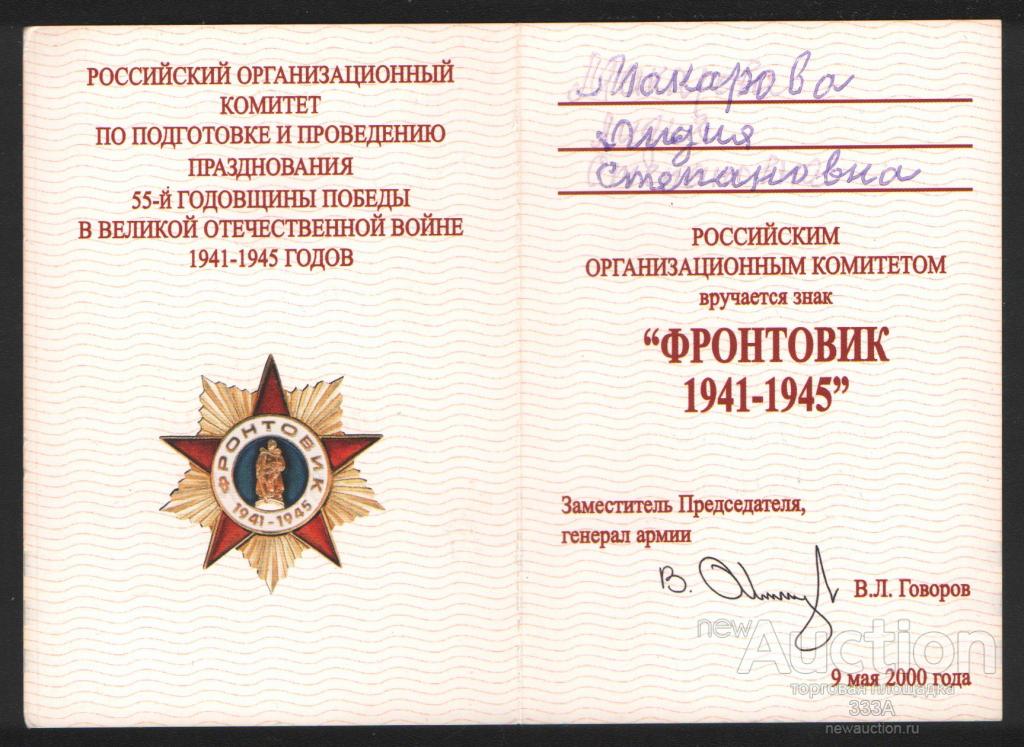 РОССИЙСКИЙ ОРГАНИЗАЦИОННЫЙ
КОМИТЕТ
ПО ПОДГОТОВКЕ И ПРОВЕДЕНИЮ
ПРАЗДНОВАНИЯ
55-й ГОДОВЩИНЫ ПОБЕДЫ
В ВЕЛИКОЙ ОТЕЧЕСТВЕННОЙ ВОЙНЕ
1941-1945 ГОДОВ
ФРОНТОВИК
1941-1945
Макарова
Лидия
Степановна
РОССИЙСКИМ
ОРГАНИЗАЦИОННЫМ КОМИТЕТОМ
вручается знак
“ФРОНТОВИК
1941-1945”
Заместитель Председателя,
генерал армии
В.Л. Говоров
9 мая 2000 года
newAuction
торговая площадка
333A
newauction.ru